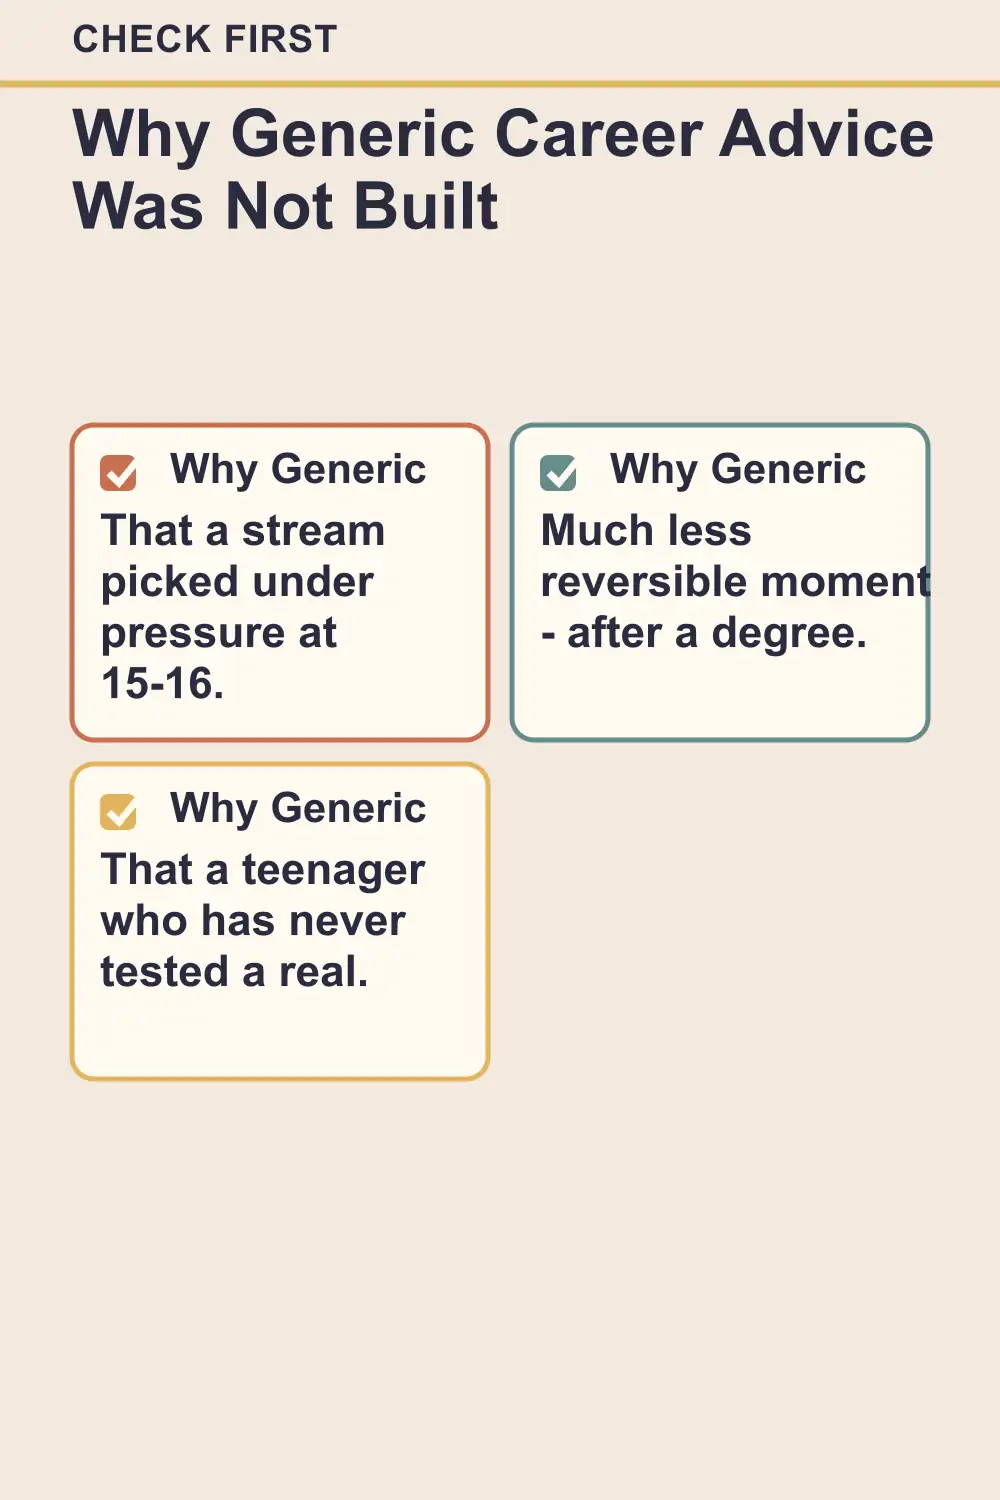 CHECK FIRST
Why Generic Career Advice
Was Not Built
Why Generic
That a stream
picked under
pressure at
15-16.
Why Generic
Much less
reversible moment
- after a degree.
Why Generic
That a teenager
who has never
tested a real.